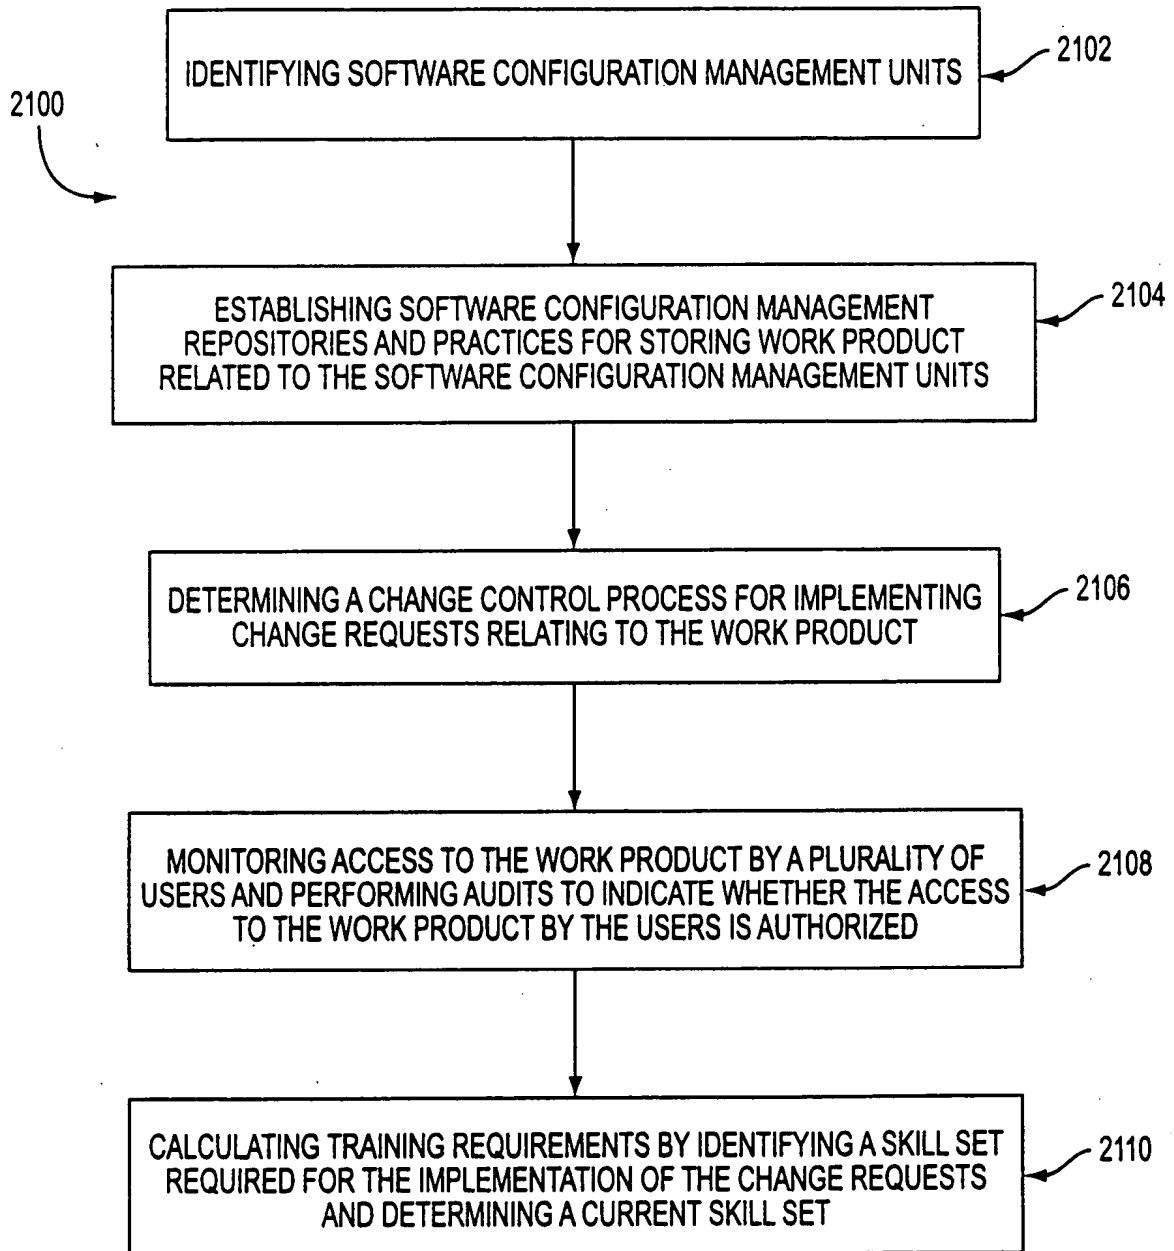 IDENTIFYING SOFTWARE CONFIGURATION MANAGEMENT UNITS
2102
2100
ESTABLISHING SOFTWARE CONFIGURATION MANAGEMENT
REPOSITORIES AND PRACTICES FOR STORING WORK PRODUCT
RELATED TO THE SOFTWARE CONFIGURATION MANAGEMENT UNITS
2104
DETERMINING A CHANGE CONTROL PROCESS FOR IMPLEMENTING
CHANGE REQUESTS RELATING TO THE WORK PRODUCT
2106
MONITORING ACCESS TO THE WORK PRODUCT BY A PLURALITY OF
USERS AND PERFORMING AUDITS TO INDICATE WHETHER THE ACCESS
TO THE WORK PRODUCT BY THE USERS IS AUTHORIZED
2108
CALCULATING TRAINING REQUIREMENTS BY IDENTIFYING A SKILL SET
REQUIRED FOR THE IMPLEMENTATION OF THE CHANGE REQUESTS
AND DETERMINING A CURRENT SKILL SET
2110